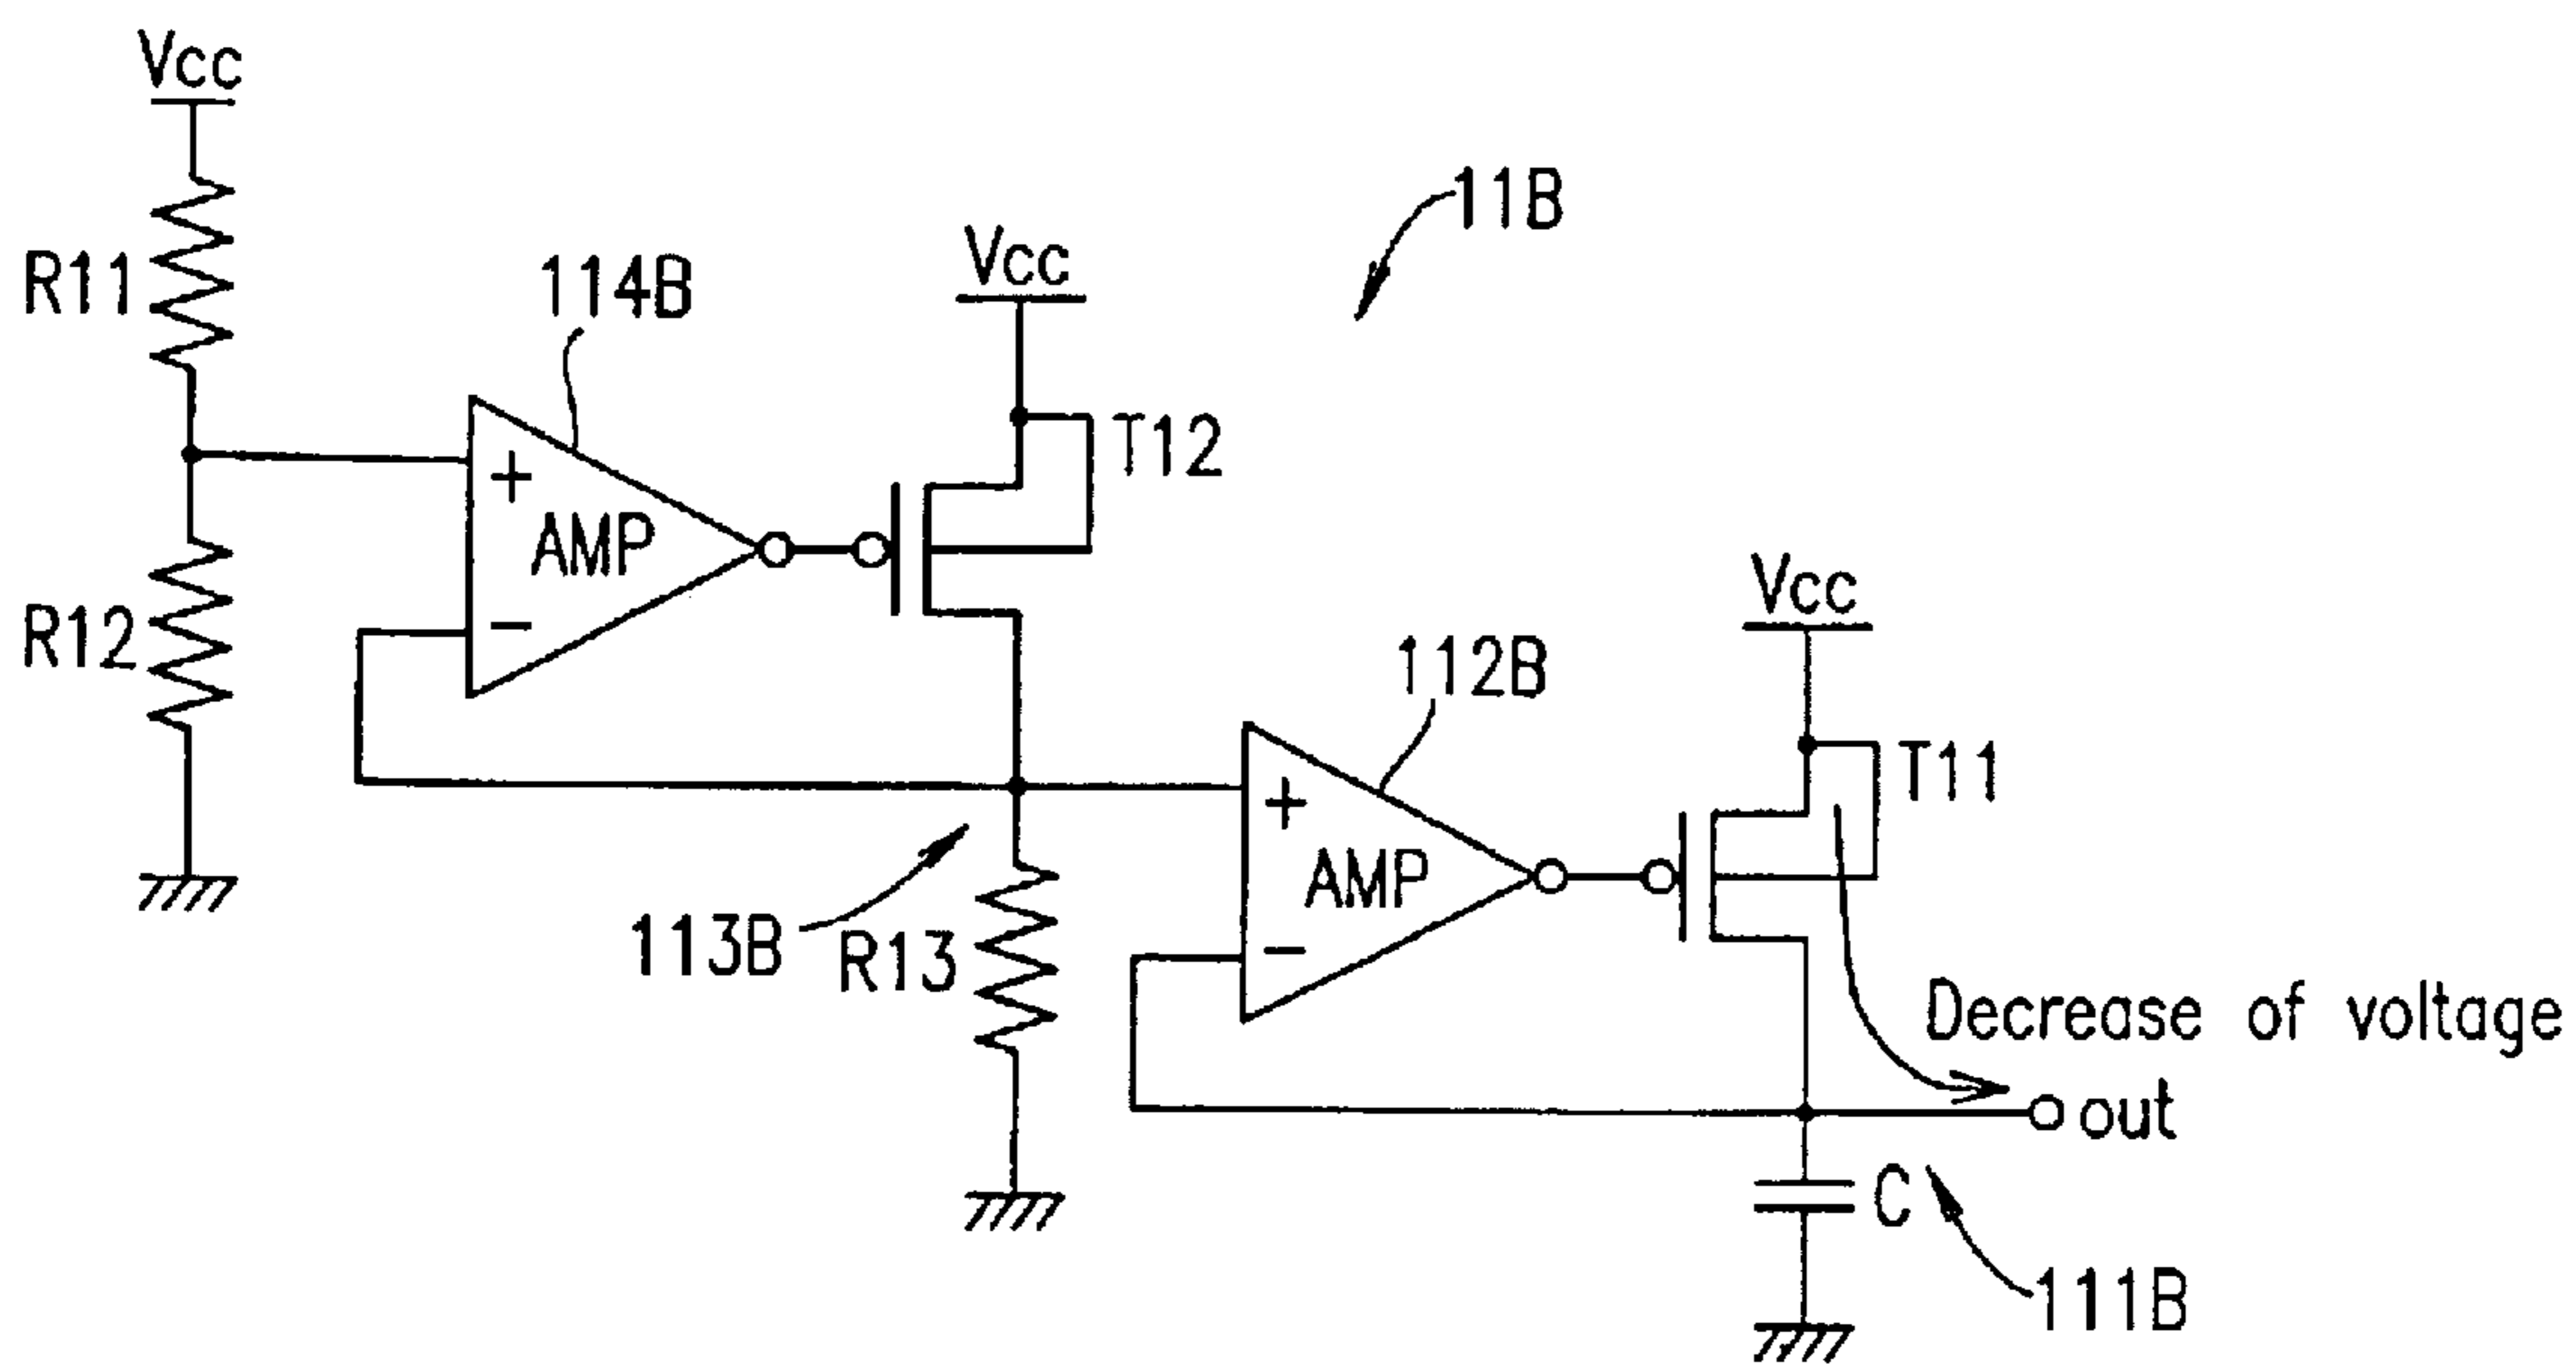 Vcc
11B
R11
114B
Vcc
T12
+
AMP
−
R12
Vcc
112B
T11
+
AMP
−
113B
R13
Decrease of voltage
out
C
111B